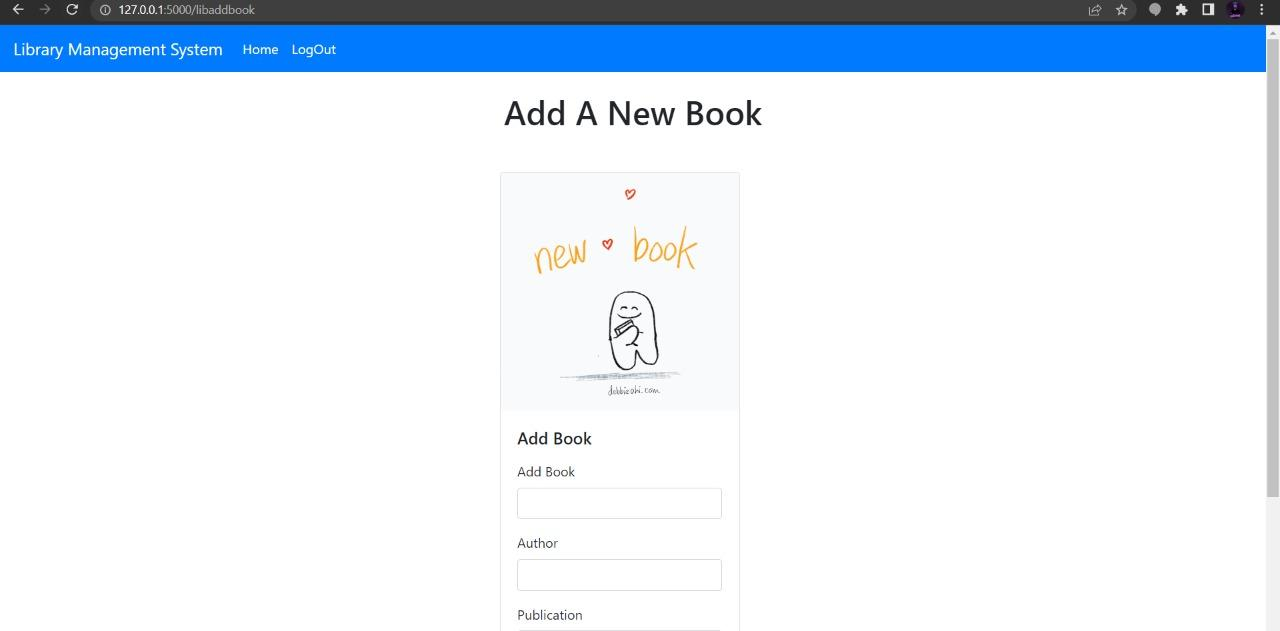 127.0.0.1:5000/libaddbook
Library Management System Home LogOut
Add A New Book
new book
debbieohi.com
Add Book
Add Book
Author
Publication